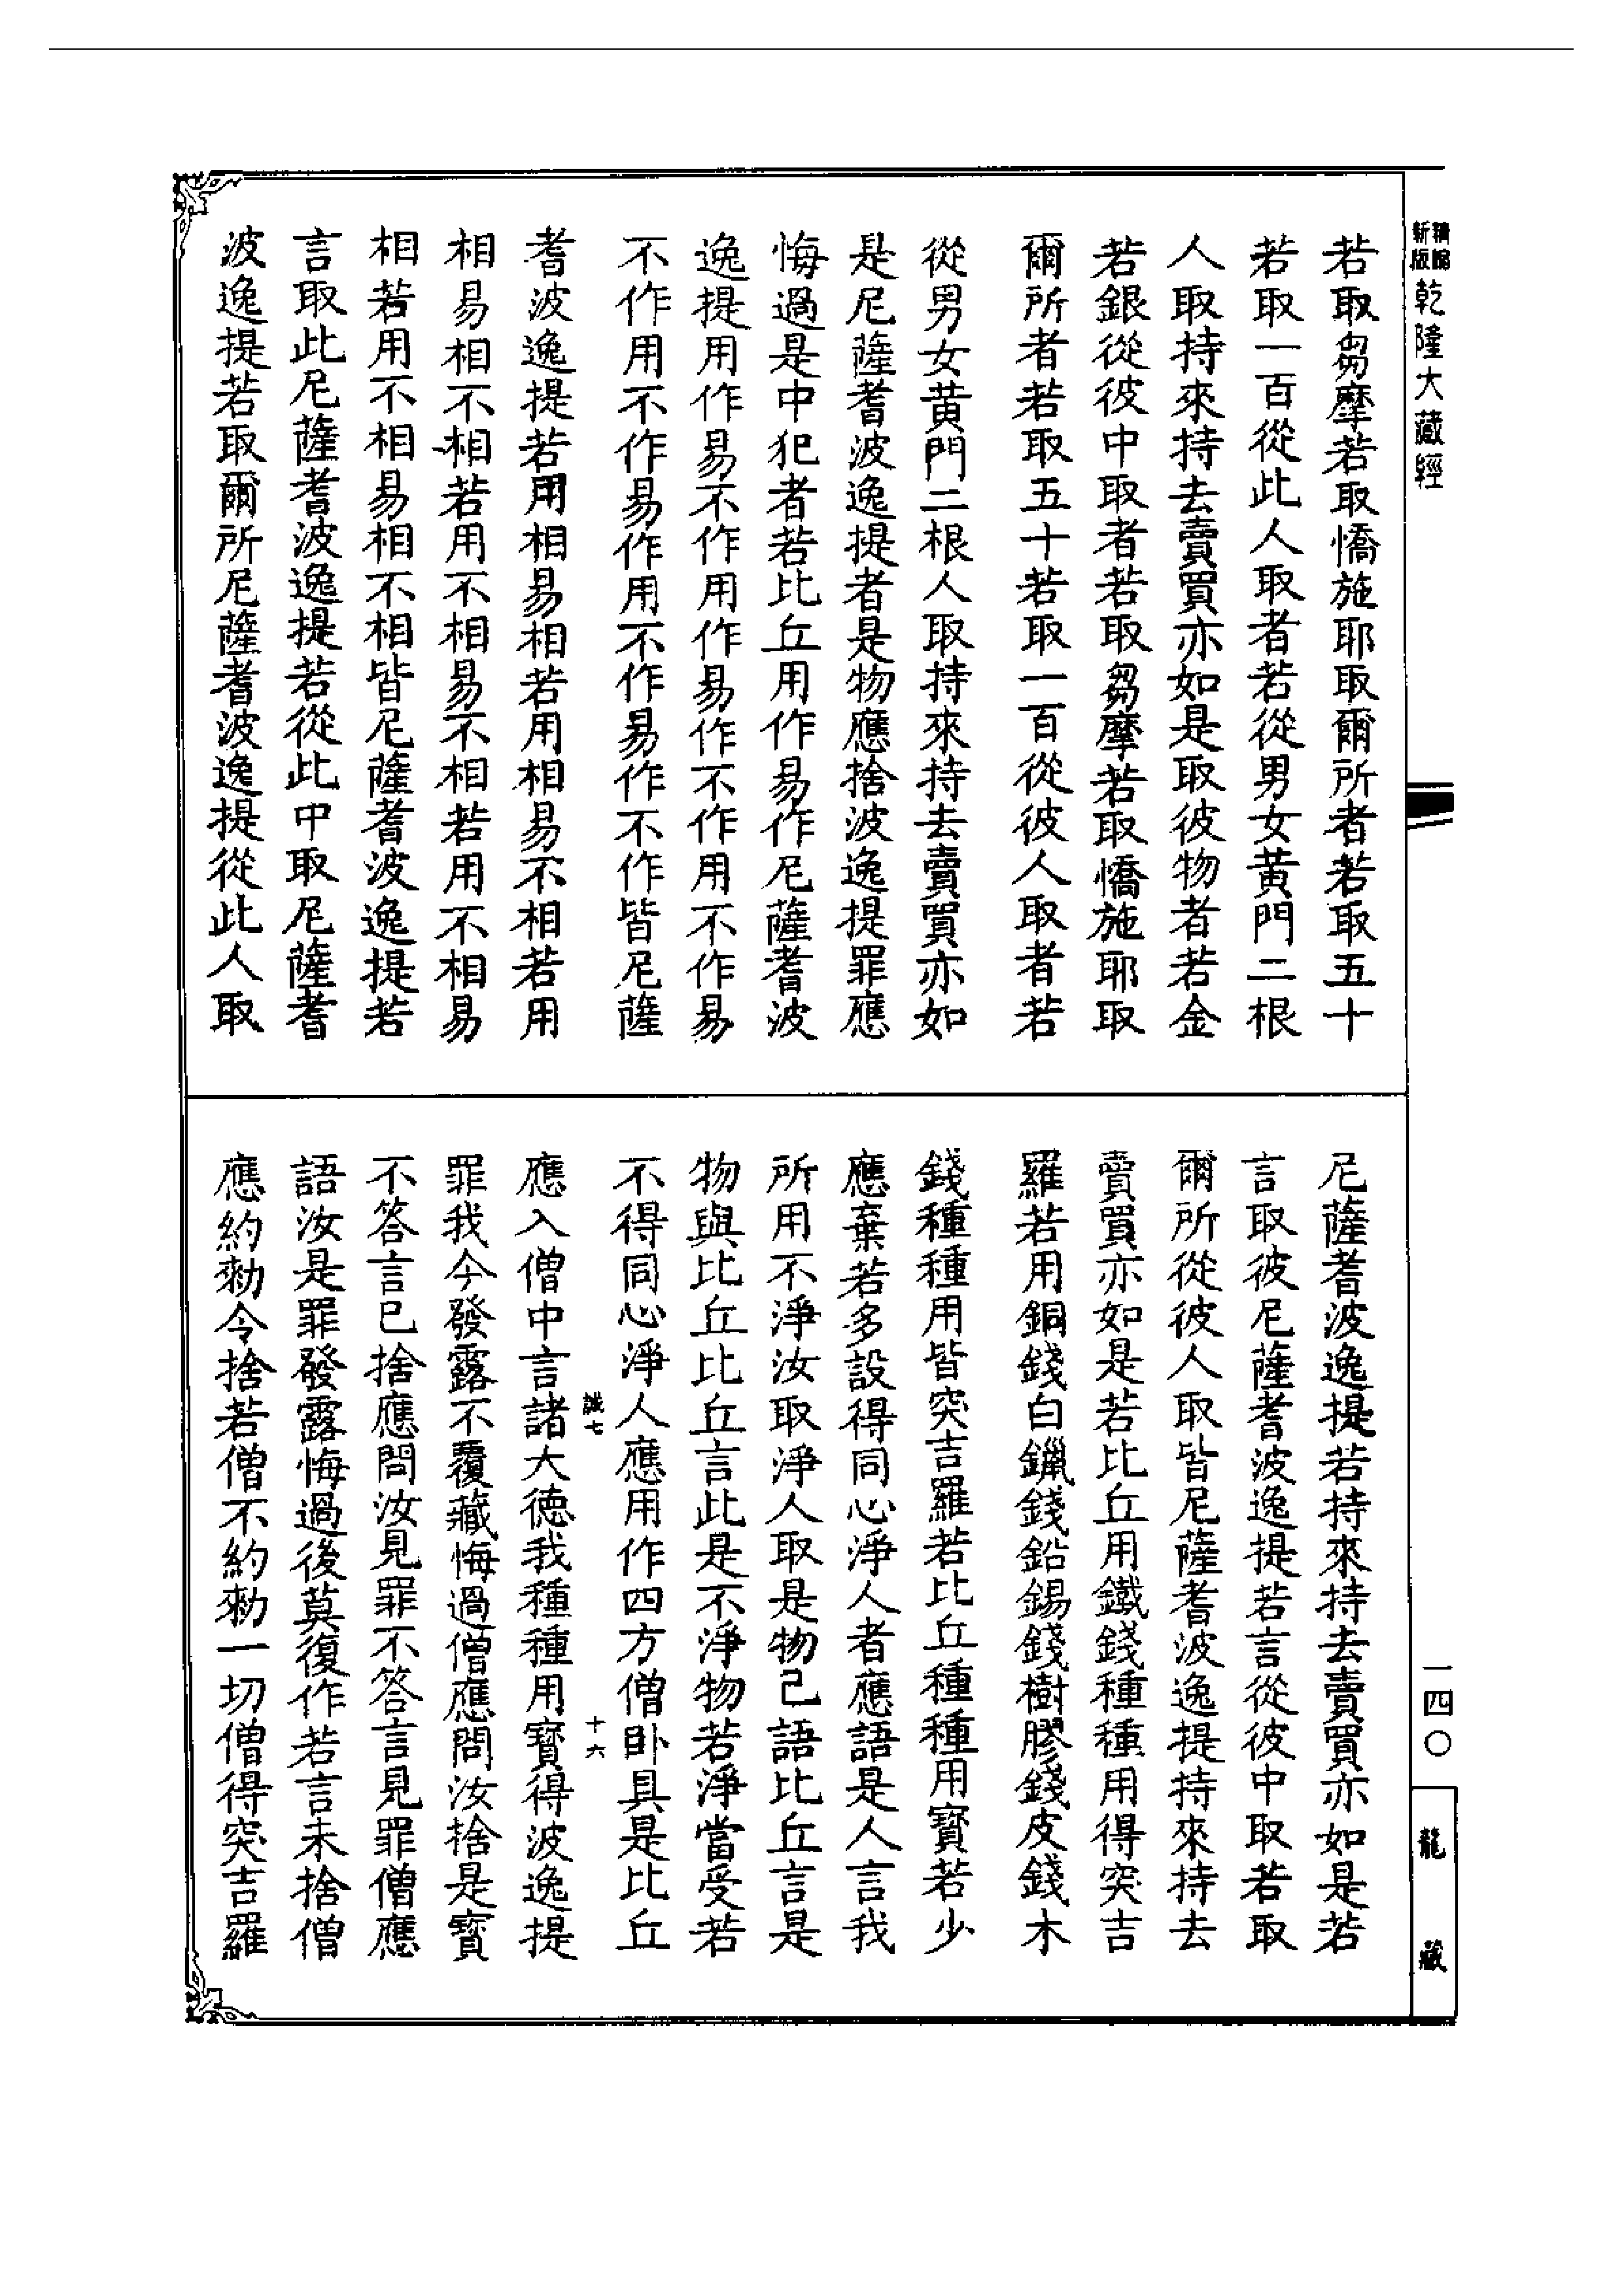 精縮
新版
乾隆大藏經
若取芻摩若取憍施耶取爾所者若取五十
若取一百從此人取者若從男女黃門二根
人取持來持去賣買亦如是取彼物者若金
若銀從彼中取者若取芻摩若取憍施耶取
爾所者若取五十若取一百從彼人取者若
從男女黃門二根人取持來持去賣買亦如
是尼薩耆波逸提者是物應捨波逸提罪應
悔過是中犯者若比丘用作易作尼薩耆波
逸提用作易不作用作易作不作用不作易
不作用不作易作用不作易作不作皆尼薩
耆波逸提若用相易相若用相易不相若用
相易相不相若用不相易不相若用不相易
相若用不相易相不相皆尼薩耆波逸提若
言取此尼薩耆波逸提若從此中取尼薩耆
波逸提若取爾所尼薩耆波逸提從此人取
尼薩耆波逸提若持來持去賣買亦如是若
言取彼尼薩耆波逸提若言從彼中取若取
爾所從彼人取皆尼薩耆波逸提持來持去
賣買亦如是若比丘用鐵錢種種用得突吉
羅若用銅錢白鑞錢鉛錫錢樹膠錢皮錢木
錢種種用皆突吉羅若比丘種種用寳若少
應棄若多設得同心淨人者應語是人言我
所用不淨汝取淨人取是物已語比丘言是
物與比丘比丘言此是不淨物若淨當受若
不得同心淨人應用作四方僧卧具是比丘
誡七
十六
應入僧中言諸大德我種種用寳得波逸提
罪我今發露不覆藏悔過僧應問汝捨是寳
不答言已捨應問汝見罪不答言見罪僧應
語汝是罪發露悔過後莫復作若言未捨僧
應約勑令捨若僧不約勑一切僧得突吉羅
一四〇
龍藏